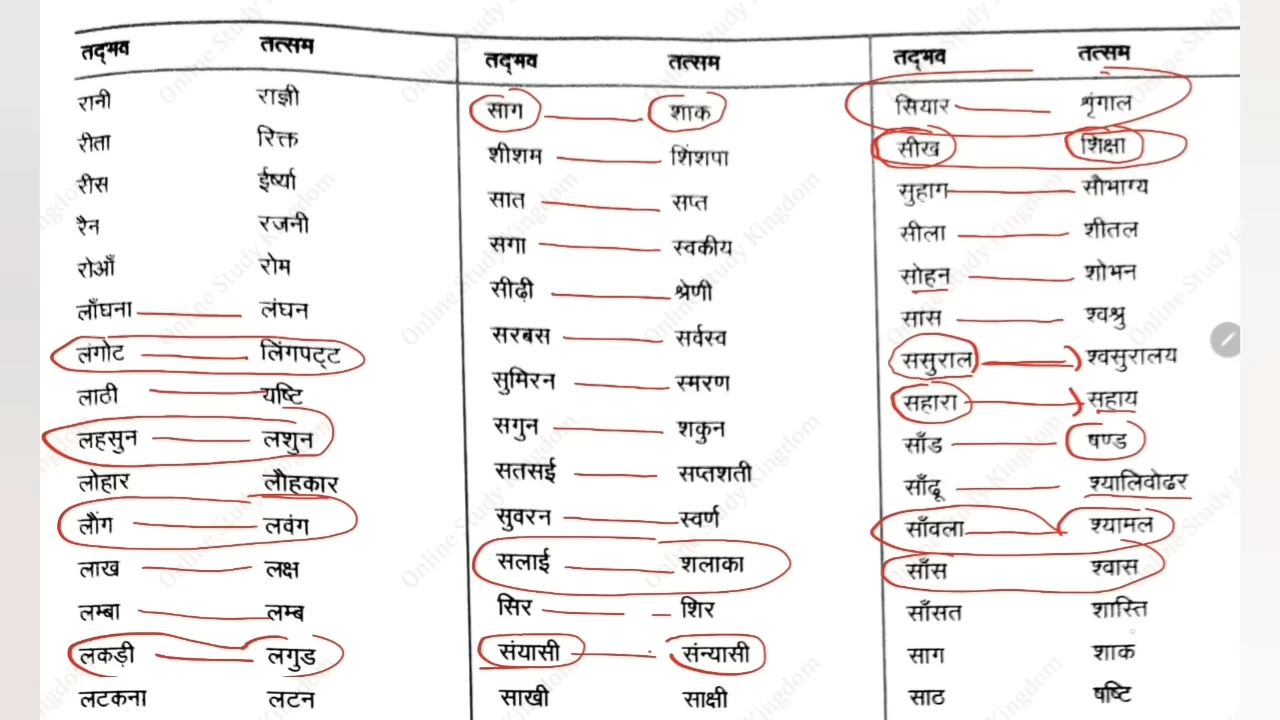 तद्‌भव तत्सम
रानी राज्ञी
रीता रिक्त
रीस ईर्ष्या
रैन रजनी
रोआँ रोम
लाँघना लंघन
लंगोट लिंगपट्ट
लाठी यष्टि
लहसुन लशुन
लोहार लौहकार
लौंग लवंग
लाख लक्ष
लम्बा लम्ब
लकड़ी लगुड
लटकना लटन
तद्‌भव तत्सम
साग शाक
शीशम शिंशपा
सात सप्त
सगा स्वकीय
सीढ़ी श्रेणी
सरबस सर्वस्व
सुमिरन स्मरण
सगुन शकुन
सतसई सप्तशती
सुवरन स्वर्ण
सलाई शलाका
सिर शिर
संयासी संन्यासी
साखी साक्षी
तद्‌भव तत्सम
सियार शृंगाल
सीख शिक्षा
सुहाग सौभाग्य
सीला शीतल
सोहन शोभन
सास श्वश्रु
ससुराल श्वसुरालय
सहारा सहाय
साँड षण्ड
साँढू श्यालिवोढर
साँवला श्यामल
साँस श्वास
साँसत शास्ति
साग शाक
साठ षष्टि
Online Study Kingdom